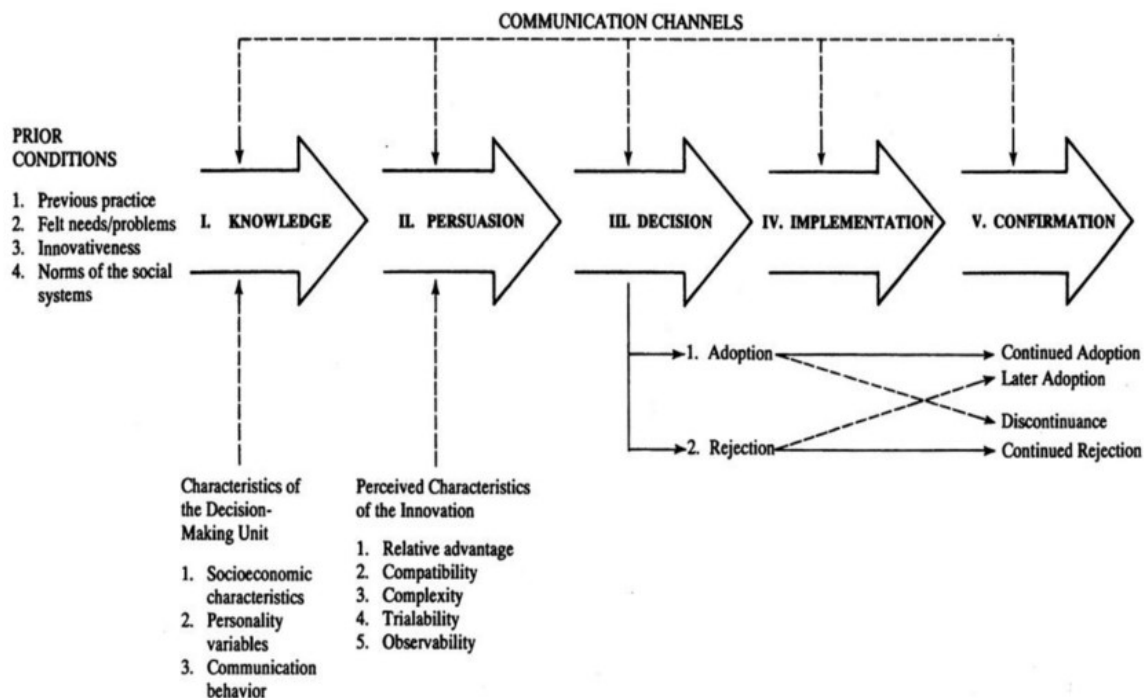 COMMUNICATION CHANNELS
PRIOR
CONDITIONS
1. Previous practice
2. Felt needs/problems
3. Innovativeness
4. Norms of the social
systems
I. KNOWLEDGE
II. PERSUASION
III. DECISION
IV. IMPLEMENTATION
V. CONFIRMATION
1. Adoption
2. Rejection
Continued Adoption
Later Adoption
Discontinuance
Continued Rejection
Characteristics of
the Decision-
Making Unit
1. Socioeconomic
characteristics
2. Personality
variables
3. Communication
behavior
Perceived Characteristics
of the Innovation
1. Relative advantage
2. Compatibility
3. Complexity
4. Trialability
5. Observability